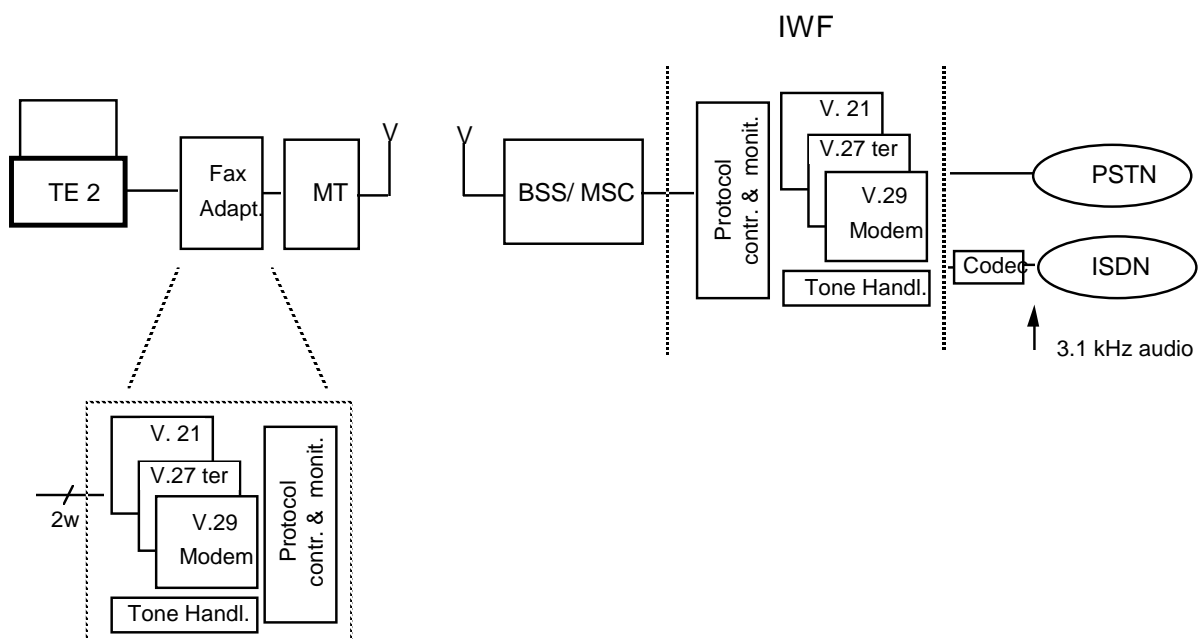 IWF
TE 2
Fax
Adapt.
MT
V
V
BSS/ MSC
Protocol
contr. & monit.
V. 21
V.27 ter
V.29
Modem
Tone Handl.
PSTN
Codec
ISDN
3.1 kHz audio
2w
V. 21
V.27 ter
V.29
Modem
Tone Handl.
Protocol
contr. & monit.